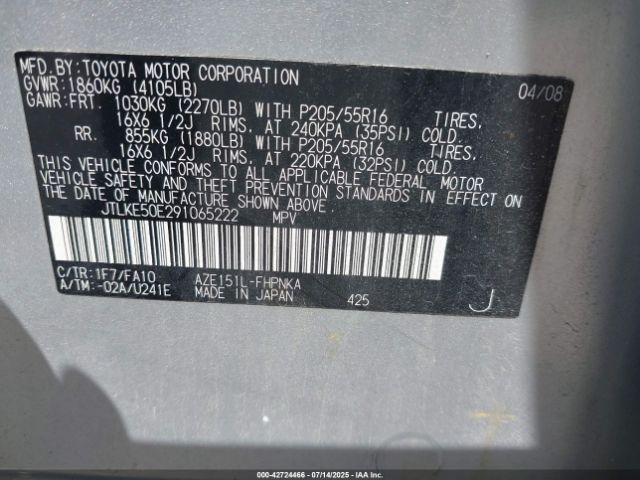 MFD. BY: TOYOTA MOTOR CORPORATION 04/08
GVWR: 1860KG (4105LB)
GAWR: FRT. 1030KG (2270LB) WITH P205/55R16 TIRES,
16X6 1/2J RIMS, AT 240KPA (35PSI) COLD.
RR. 855KG (1880LB) WITH P205/55R16 TIRES,
16X6 1/2J RIMS, AT 220KPA (32PSI) COLD.
THIS VEHICLE CONFORMS TO ALL APPLICABLE FEDERAL MOTOR
VEHICLE SAFETY AND THEFT PREVENTION STANDARDS IN EFFECT ON
THE DATE OF MANUFACTURE SHOWN ABOVE.
JTLKE50E291065222 MPV
C/TR: 1F7/FA10 AZE151L-FHPNKA
A/TM: -02A/U241E MADE IN JAPAN 425 J
000-42724466 - 07/14/2025 - IAAI.COM